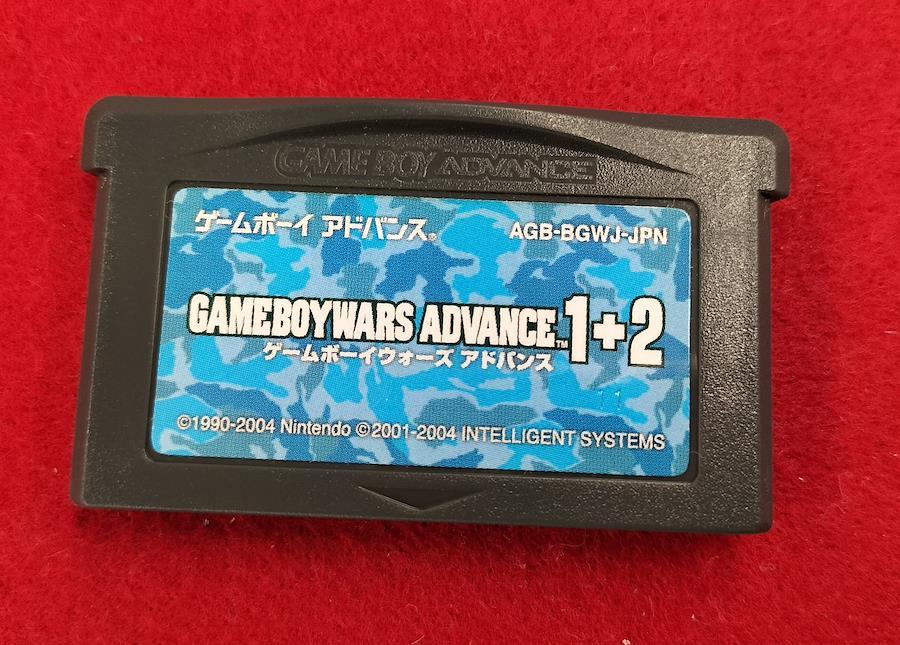 GAME BOY ADVANCE
ゲームボーイ アドバンス®
AGB-BGWJ-JPN
GAMEBOYWARS ADVANCE™ 1+2
ゲームボーイウォーズ アドバンス
©1990-2004 Nintendo ©2001-2004 INTELLIGENT SYSTEMS